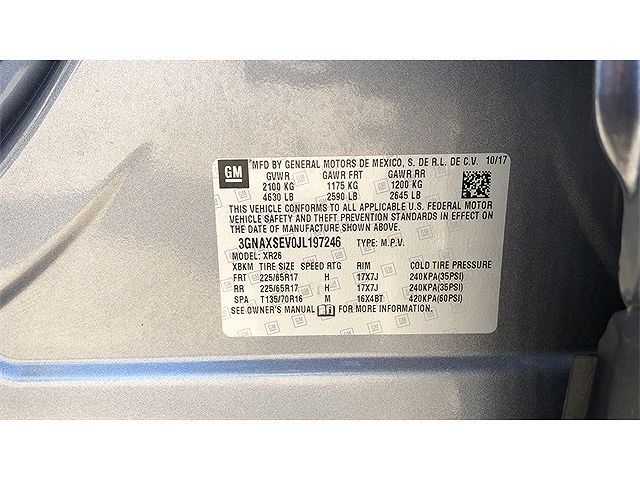 GM MFD BY GENERAL MOTORS DE MEXICO, S. DE R.L. DE C.V. 10/17
GVWR GAWR FRT GAWR RR
2100 KG 1175 KG 1200 KG
4630 LB 2590 LB 2645 LB
THIS VEHICLE CONFORMS TO ALL APPLICABLE U.S. FEDERAL MOTOR
VEHICLE SAFETY AND THEFT PREVENTION STANDARDS IN EFFECT ON
THE DATE OF MANUFACTURE SHOWN ABOVE.
3GNAXSEV0JL197246 TYPE: M.P.V.
MODEL: XR26
XBKM TIRE SIZE SPEED RTG RIM COLD TIRE PRESSURE
FRT 225/65R17 H 17X7J 240KPA(35PSI)
RR 225/65R17 H 17X7J 240KPA(35PSI)
SPA T135/70R16 M 16X4BT 420KPA(60PSI)
SEE OWNER'S MANUAL FOR MORE INFORMATION.